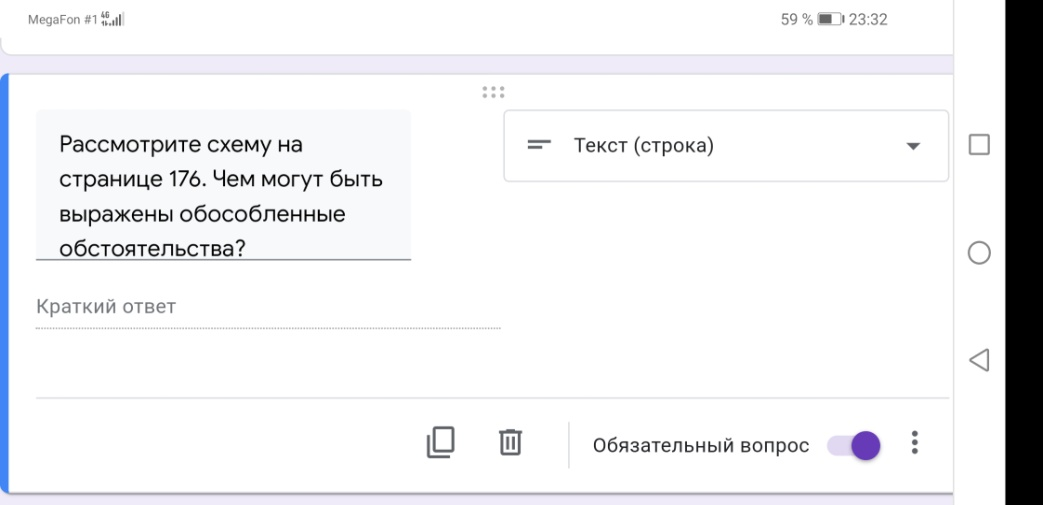 MegaFon #1 4G 59 % 23:32
Рассмотрите схему на
странице 176. Чем могут быть
выражены обособленные
обстоятельства?
Текст (строка)
Краткий ответ
Обязательный вопрос